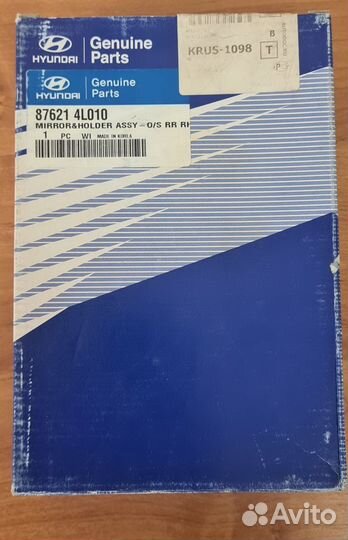 HYUNDAI
Genuine
Parts
HYUNDAI
Genuine
Parts
87621 4L010
MIRROR&HOLDER ASSY-O/S RR RH
1 PC WI MADE IN KOREA
KRUS-1098
B
T
P
Avito